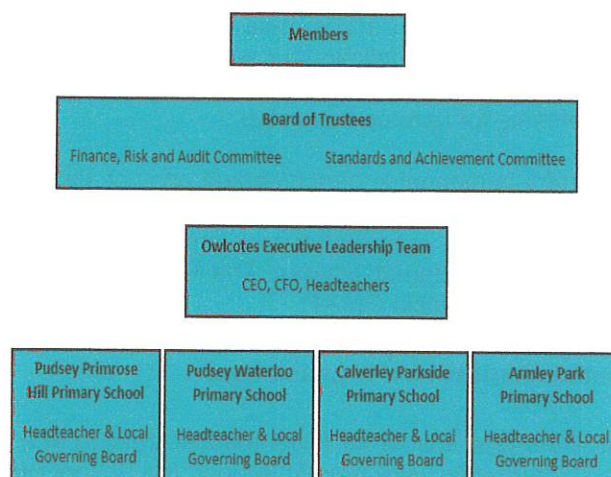 Members
Board of Trustees
Finance, Risk and Audit Committee Standards and Achievement Committee
Owlcotes Executive Leadership Team
CEO, CFO, Headteachers
Pudsey Primrose
Hill Primary School
Headteacher & Local
Governing Board
Pudsey Waterloo
Primary School
Headteacher & Local
Governing Board
Calverley Parkside
Primary School
Headteacher & Local
Governing Board
Armley Park
Primary School
Headteacher & Local
Governing Board